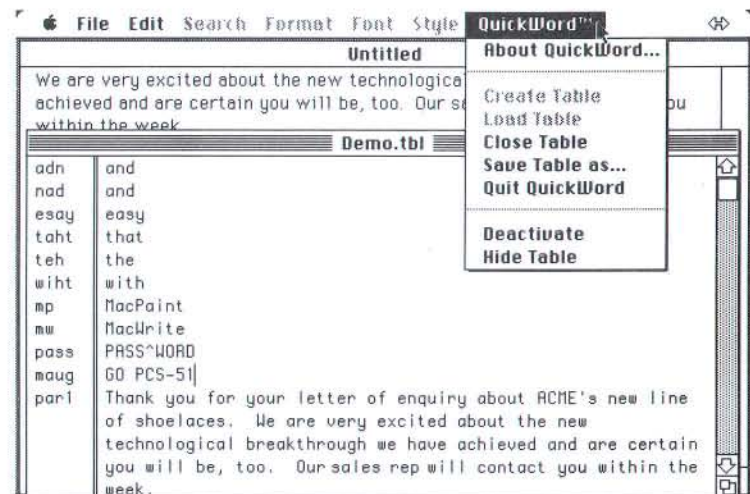 File Edit Search Format Font Style QuickWord™
Untitled
We are very excited about the new technologica
achieved and are certain you will be, too. Our s ou
within the week
About QuickWord...
Create Table
Load Table
Close Table
Save Table as...
Quit QuickWord
Deactivate
Hide Table
Demo.tbl
adn and
nad and
esay easy
taht that
teh the
wiht with
mp MacPaint
mw MacWrite
pass PASS^WORD
maug GO PCS-51
par1 Thank you for your letter of enquiry about ACME's new line
of shoelaces. We are very excited about the new
technological breakthrough we have achieved and are certain
you will be, too. Our sales rep will contact you within the
week.